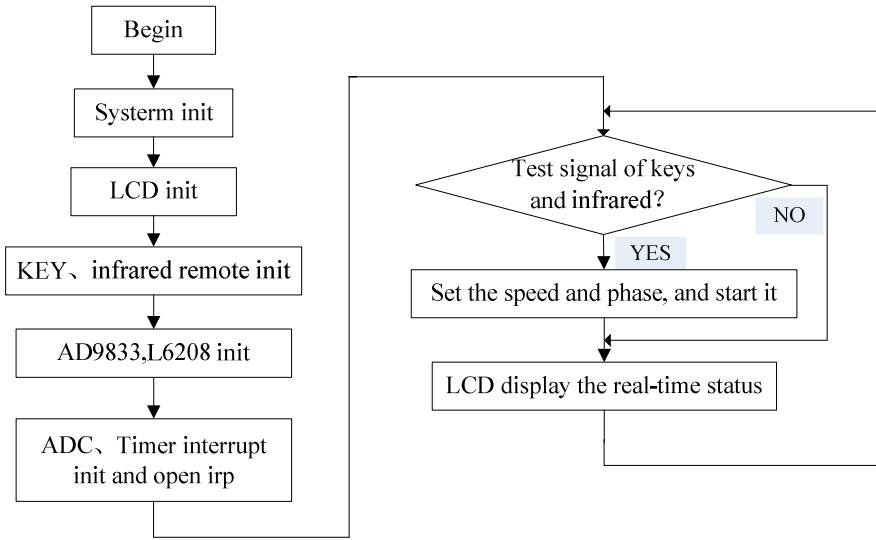 Begin
Systerm init
LCD init
KEY、infrared remote init
AD9833,L6208 init
ADC、Timer interrupt
init and open irp
Test signal of keys
and infrared?
NO
YES
Set the speed and phase, and start it
LCD display the real-time status